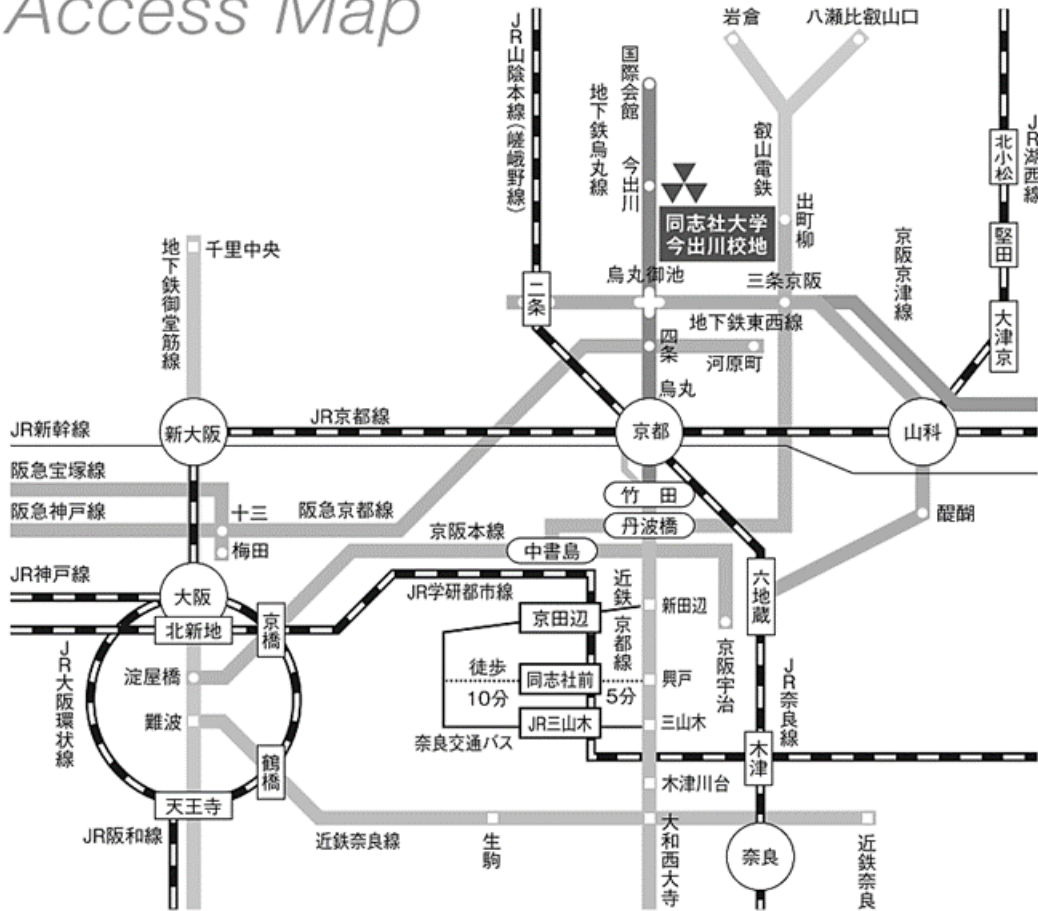 Access Map
JR山陰本線(嵯峨野線)
国際会館
地下鉄烏丸線
今出川
岩倉
八瀬比叡山口
叡山電鉄
出町柳
JR湖西線
北小松
堅田
大津京
同志社大学
今出川校地
地下鉄御堂筋線
千里中央
二条
烏丸御池
三条京阪
京阪京津線
地下鉄東西線
四条
河原町
烏丸
JR新幹線
新大阪
JR京都線
京都
山科
阪急宝塚線
阪急神戸線
十三
梅田
阪急京都線
竹田
丹波橋
醍醐
京阪本線
中書島
JR神戸線
大阪
北新地
京橋
JR学研都市線
近鉄京都線
六地蔵
京田辺
新田辺
JR大阪環状線
淀屋橋
徒歩
10分
同志社前
5分
興戸
京阪宇治
JR奈良線
難波
JR三山木
三山木
奈良交通バス
鶴橋
木津
木津川台
天王寺
JR阪和線
近鉄奈良線
生駒
大和西大寺
奈良
近鉄奈良